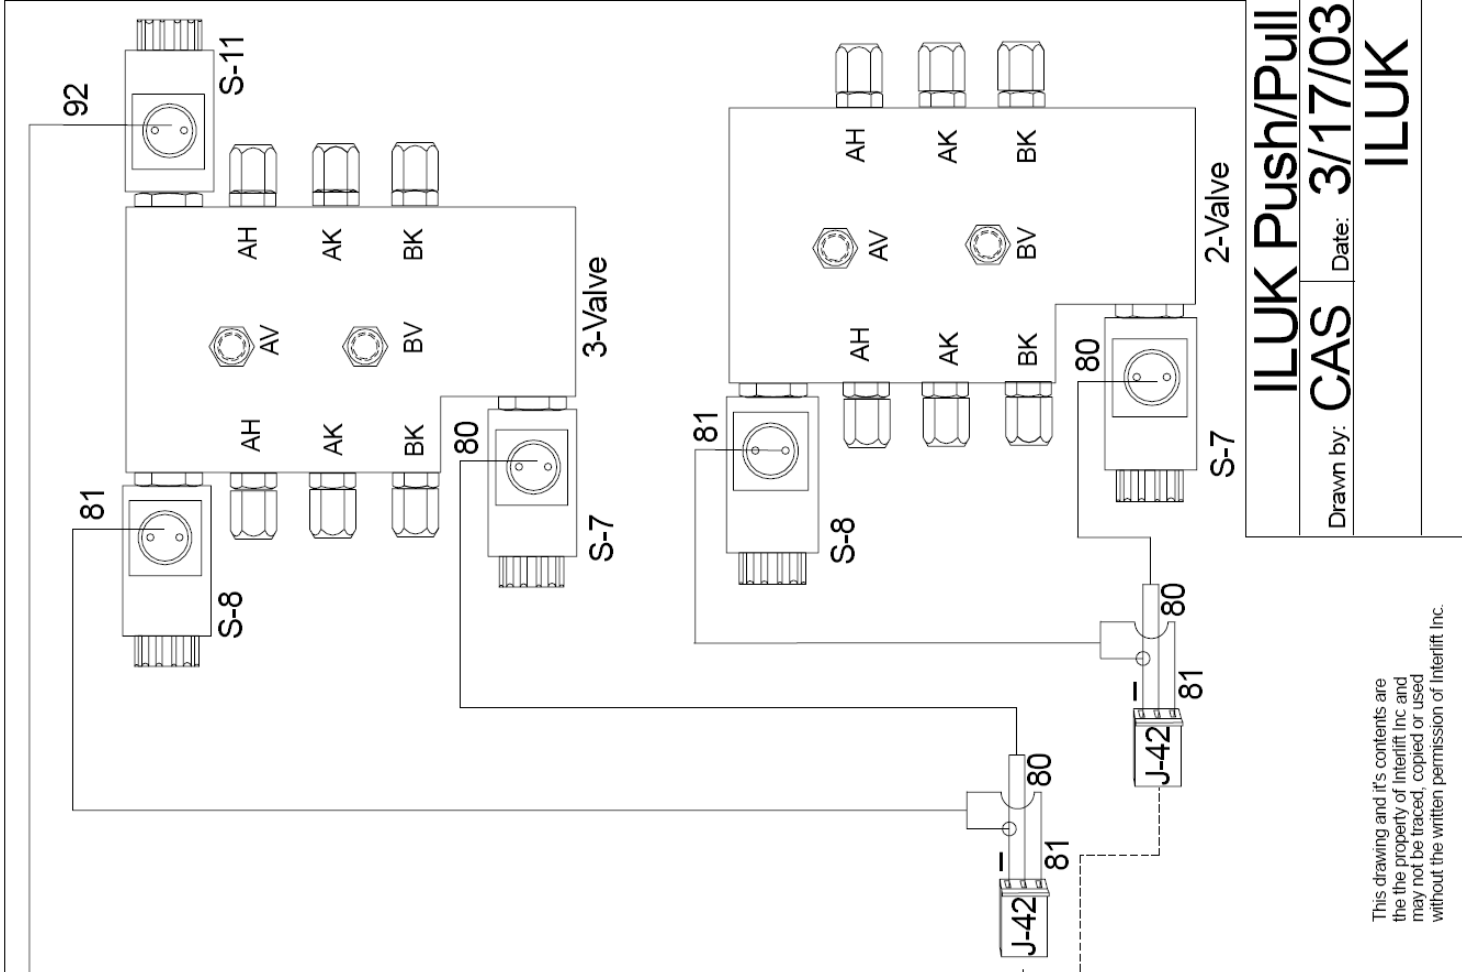 92
S-11
AH
AK
BK
AV
BV
3-Valve
AH
AK
BK
81
S-8
80
S-7
AH
AK
BK
AV
BV
2-Valve
AH
AK
BK
81
S-8
80
S-7
80
81
J-42
80
81
J-42
ILUK Push/Pull
Drawn by: CAS Date: 3/17/03
ILUK
This drawing and it's contents are
the the property of Interlift Inc and
may not be traced, copied or used
without the written permission of Interlift Inc.